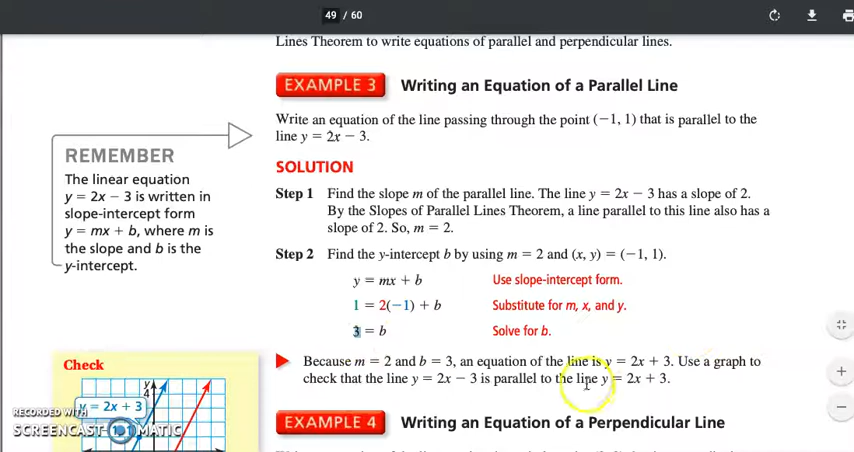 49 / 60
Lines Theorem to write equations of parallel and perpendicular lines.
EXAMPLE 3 Writing an Equation of a Parallel Line
Write an equation of the line passing through the point (−1, 1) that is parallel to the
line y = 2x − 3.
REMEMBER
The linear equation
y = 2x − 3 is written in
slope-intercept form
y = mx + b, where m is
the slope and b is the
y-intercept.
SOLUTION
Step 1 Find the slope m of the parallel line. The line y = 2x − 3 has a slope of 2.
By the Slopes of Parallel Lines Theorem, a line parallel to this line also has a
slope of 2. So, m = 2.
Step 2 Find the y-intercept b by using m = 2 and (x, y) = (−1, 1).
y = mx + b Use slope-intercept form.
1 = 2(−1) + b Substitute for m, x, and y.
3 = b Solve for b.
Because m = 2 and b = 3, an equation of the line is y = 2x + 3. Use a graph to
check that the line y = 2x − 3 is parallel to the line y = 2x + 3.
Check
y
4
y = 2x + 3
RECORDED WITH
SCREENCAST-O-MATIC
EXAMPLE 4 Writing an Equation of a Perpendicular Line